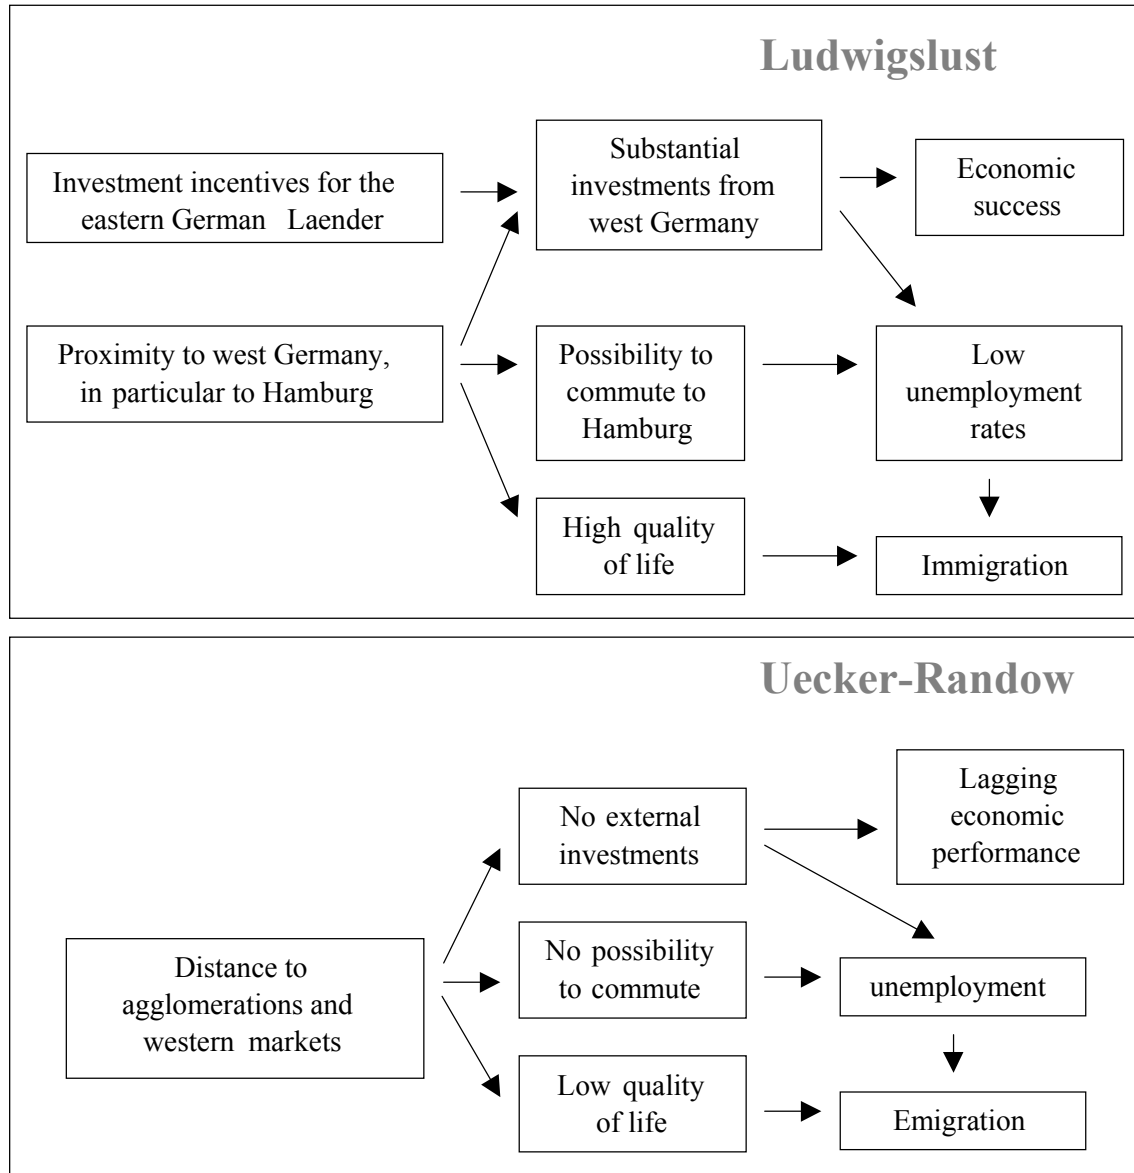 Ludwigslust
Investment incentives for the
eastern German Laender
Substantial
investments from
west Germany
Economic
success
Proximity to west Germany,
in particular to Hamburg
Possibility to
commute to
Hamburg
Low
unemployment
rates
High quality
of life
Immigration
Uecker-Randow
Lagging
economic
performance
No external
investments
Distance to
agglomerations and
western markets
No possibility
to commute
unemployment
Low quality
of life
Emigration